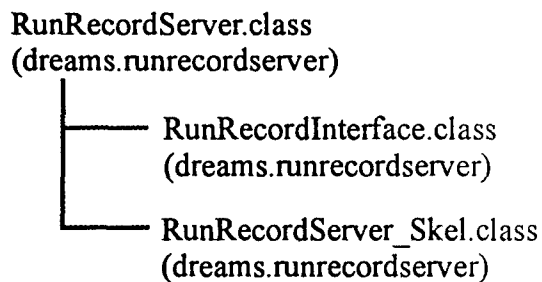 RunRecordServer.class
(dreams.runrecordserver)
RunRecordInterface.class
(dreams.runrecordserver)
RunRecordServer_Skel.class
(dreams.runrecordserver)